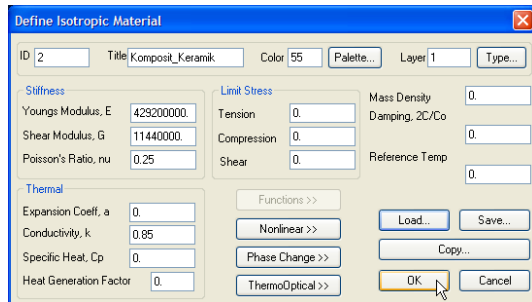 Define Isotropic Material
ID 2 Title Komposit_Keramik Color 55 Palette... Layer 1 Type...
Stiffness
Youngs Modulus, E 429200000.
Shear Modulus, G 11440000.
Poisson's Ratio, nu 0.25
Limit Stress
Tension 0.
Compression 0.
Shear 0.
Mass Density 0.
Damping, 2C/Co 0.
Reference Temp 0.
Thermal
Expansion Coeff, a 0.
Conductivity, k 0.85
Specific Heat, Cp 0.
Heat Generation Factor 0.
Functions >>
Nonlinear >>
Phase Change >>
ThermoOptical >>
Load... Save...
Copy...
OK Cancel